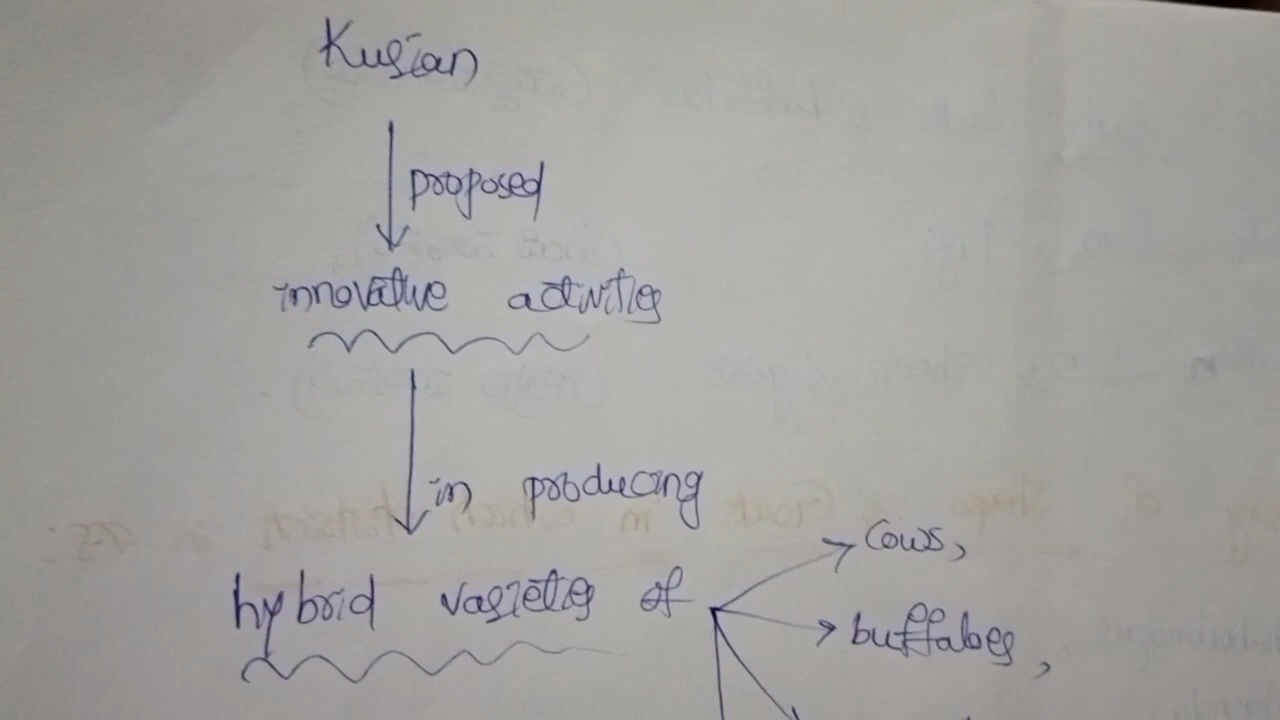 Kurian
proposed
innovative activities
in producing
hybrid varieties of
cows,
buffaloes,